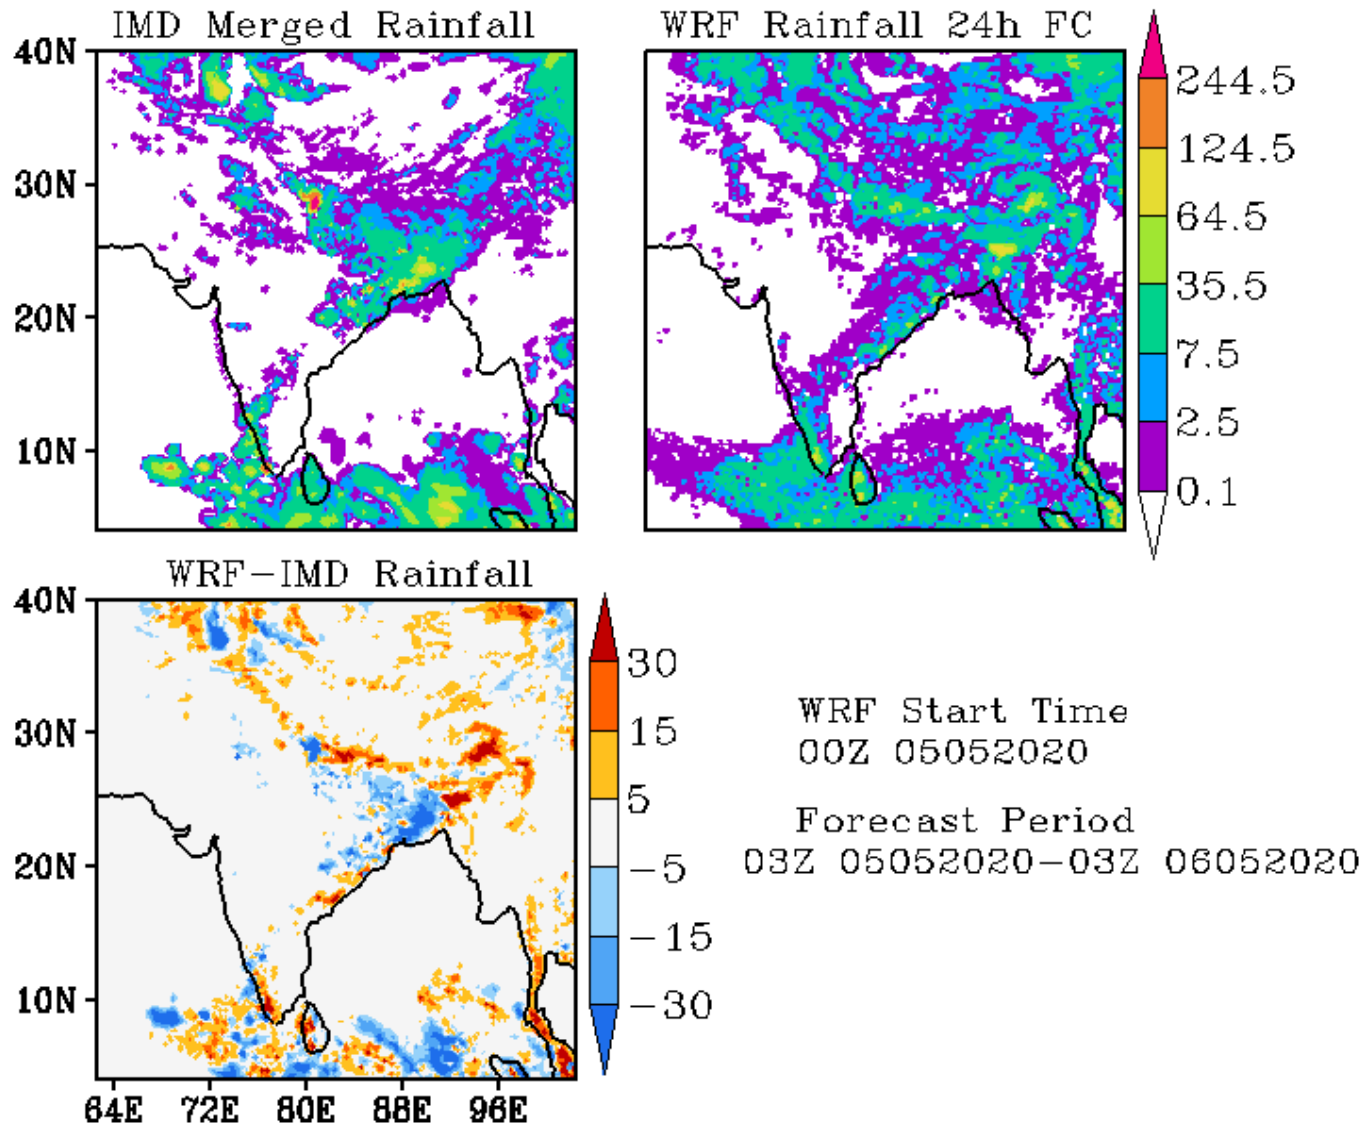 IMD Merged Rainfall
WRF Rainfall 24h FC
40N
30N
20N
10N
244.5
124.5
64.5
35.5
7.5
2.5
0.1
WRF-IMD Rainfall
40N
30N
20N
10N
64E 72E 80E 88E 96E
30
15
5
-5
-15
-30
WRF Start Time
00Z 05052020
Forecast Period
03Z 05052020-03Z 06052020